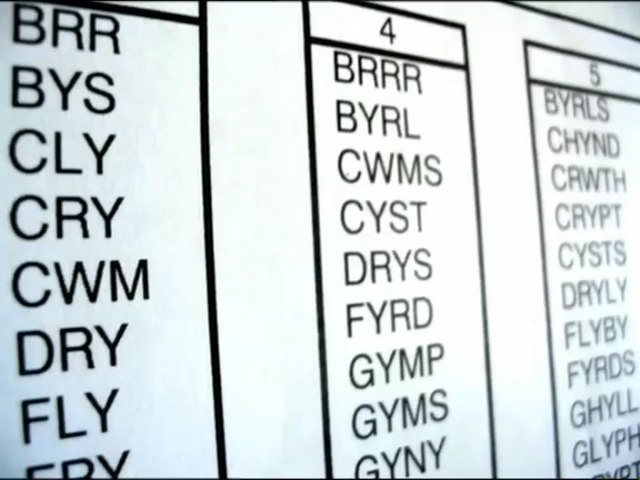 BRR
BYS
CLY
CRY
CWM
DRY
FLY
FRY
4
BRRR
BYRL
CWMS
CYST
DRYS
FYRD
GYMP
GYMS
GYNY
5
BYRLS
CHYND
CRWTH
CRYPT
CYSTS
DRYLY
FLYBY
FYRDS
GHYLL
GLYPH